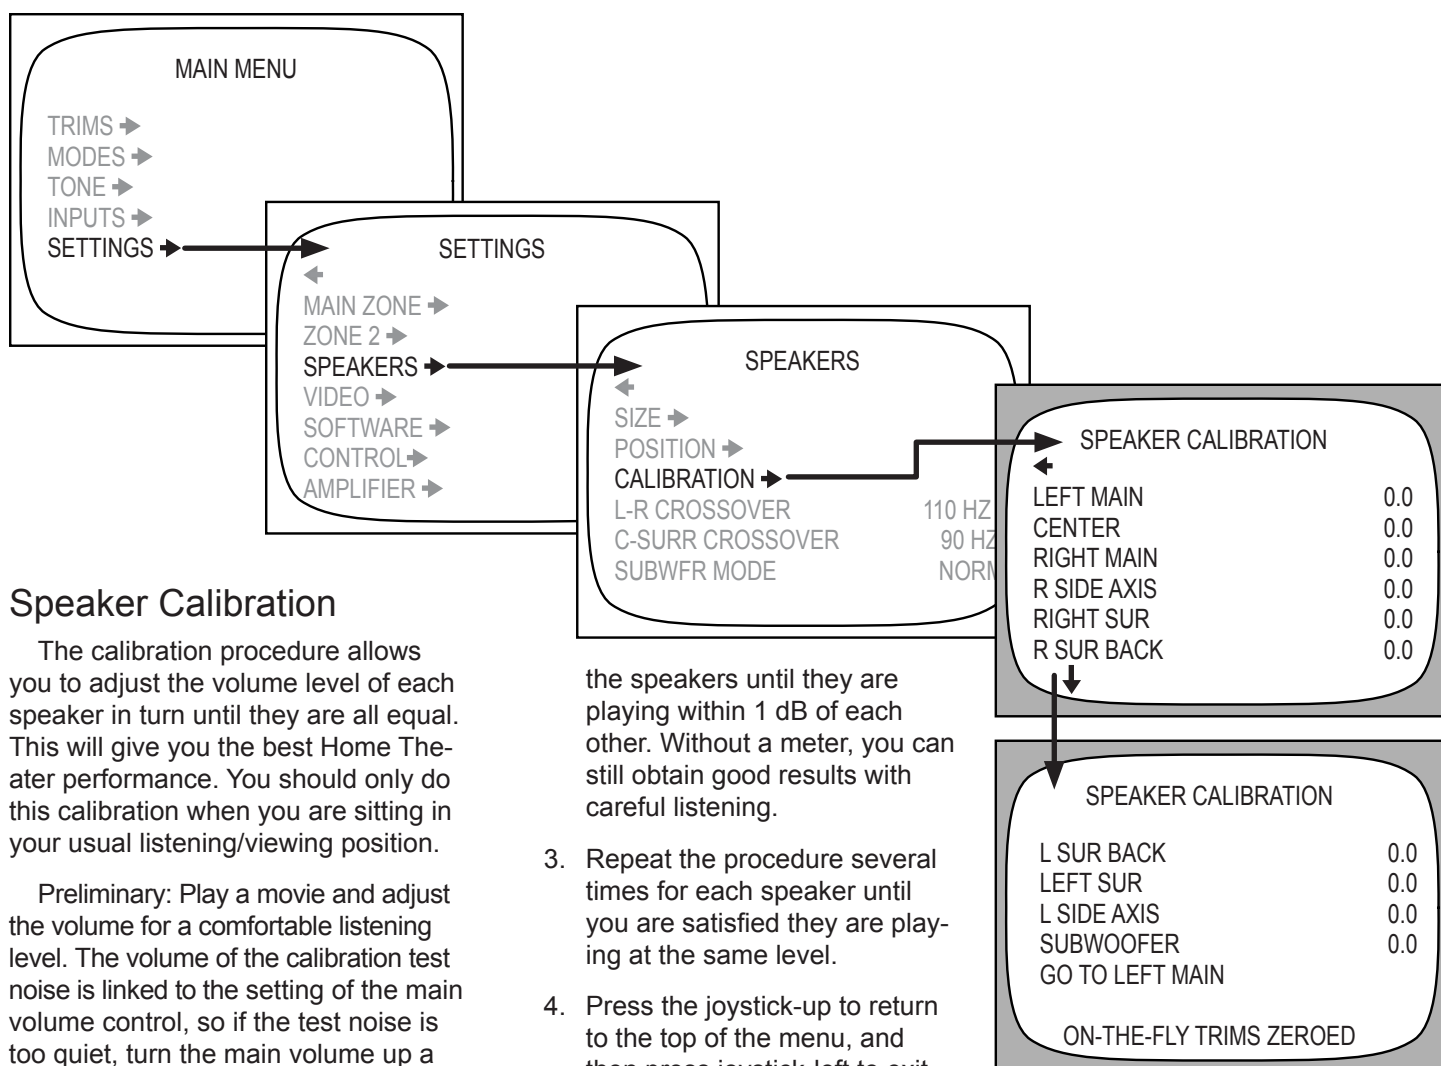 MAIN MENU
TRIMS
MODES
TONE
INPUTS
SETTINGS
SETTINGS
MAIN ZONE
ZONE 2
SPEAKERS
VIDEO
SOFTWARE
CONTROL
AMPLIFIER
SPEAKERS
SIZE
POSITION
CALIBRATION
L-R CROSSOVER 110 HZ
C-SURR CROSSOVER 90 HZ
SUBWFR MODE NORM
SPEAKER CALIBRATION
LEFT MAIN 0.0
CENTER 0.0
RIGHT MAIN 0.0
R SIDE AXIS 0.0
RIGHT SUR 0.0
R SUR BACK 0.0
SPEAKER CALIBRATION
L SUR BACK 0.0
LEFT SUR 0.0
L SIDE AXIS 0.0
SUBWOOFER 0.0
GO TO LEFT MAIN
ON-THE-FLY TRIMS ZEROED
Speaker Calibration
The calibration procedure allows
you to adjust the volume level of each
speaker in turn until they are all equal.
This will give you the best Home The-
ater performance. You should only do
this calibration when you are sitting in
your usual listening/viewing position.
Preliminary: Play a movie and adjust
the volume for a comfortable listening
level. The volume of the calibration test
noise is linked to the setting of the main
volume control, so if the test noise is
too quiet, turn the main volume up a
the speakers until they are
playing within 1 dB of each
other. Without a meter, you can
still obtain good results with
careful listening.
3. Repeat the procedure several
times for each speaker until
you are satisfied they are play-
ing at the same level.
4. Press the joystick-up to return
to the top of the menu, and
then press joystick-left to exit